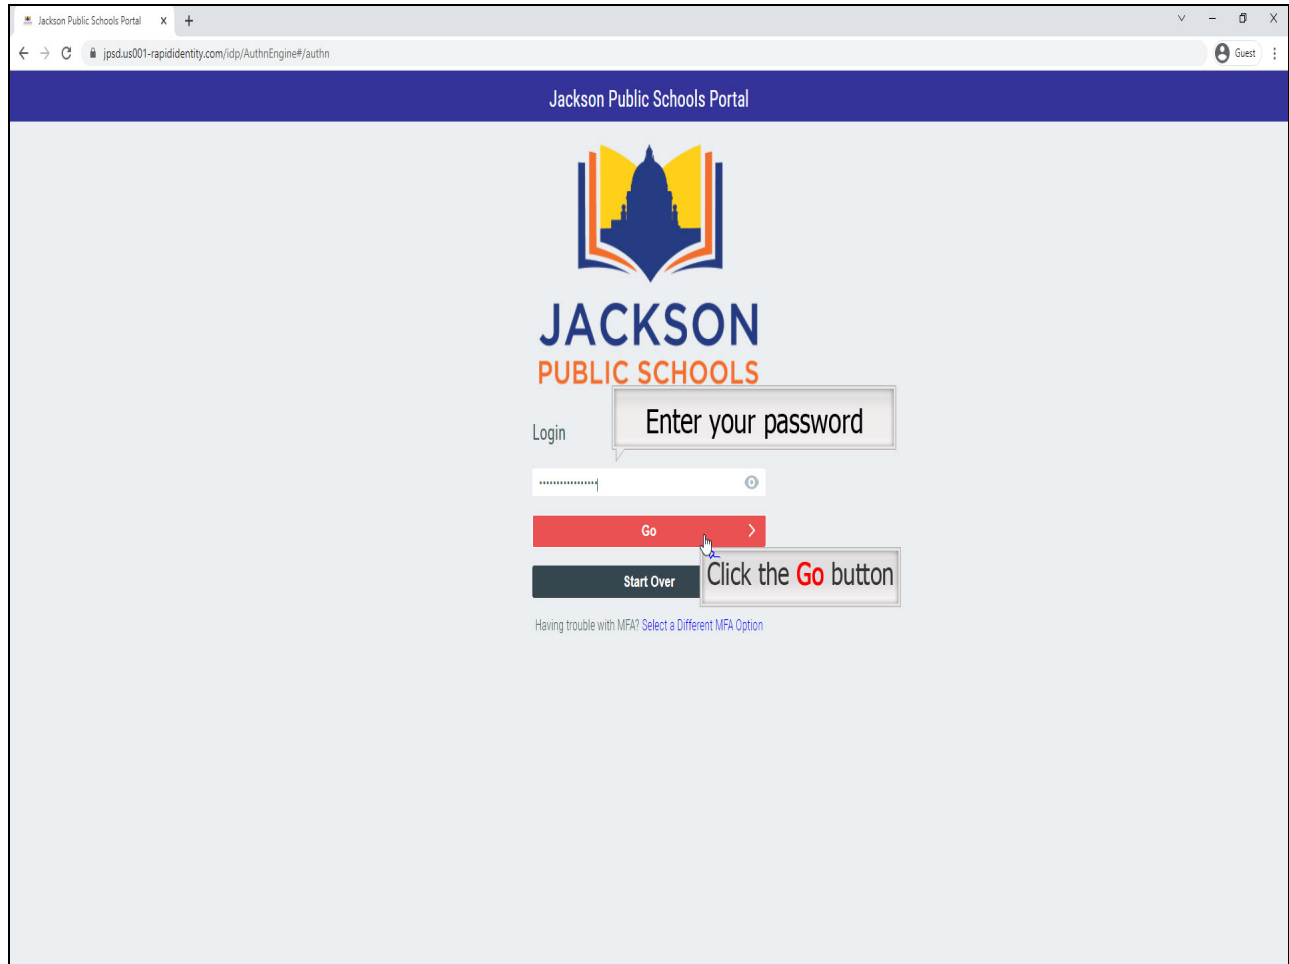 Jackson Public Schools Portal
jpsd.us001-rapididentity.com/idp/AuthnEngine#/authn
Guest
Jackson Public Schools Portal
JACKSON
PUBLIC SCHOOLS
Enter your password
Login
Go
Click the Go button
Start Over
Having trouble with MFA? Select a Different MFA Option